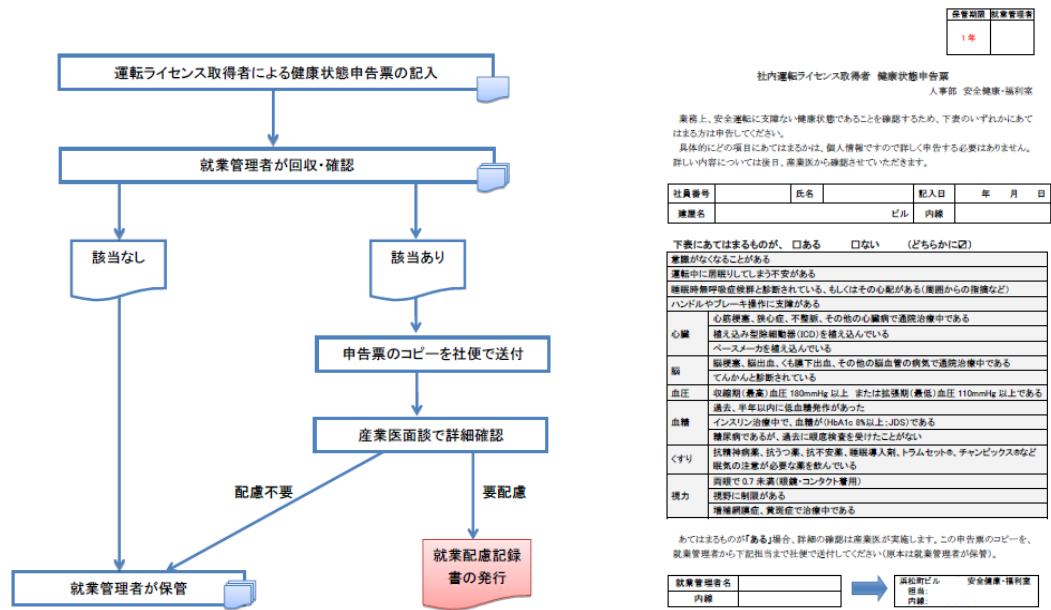 運転ライセンス取得者による健康状態申告票の記入
就業管理者が回収・確認
該当なし
該当あり
申告票のコピーを社便で送付
産業医面談で詳細確認
配慮不要
要配慮
就業配慮記録
書の発行
就業管理者が保管
保管期限 就業管理者
1年
社内運転ライセンス取得者 健康状態申告票
人事部 安全健康・福利室
業務上、安全運転に支障ない健康状態であることを確認するため、下表のいずれかにあて
はまる方は申告してください。
具体的にどの項目にあてはまるかは、個人情報ですので詳しく申告する必要はありません。
詳しい内容については後日、産業医から確認させていただきます。
社員番号 氏名 記入日 年 月 日
建屋名 ビル 内線
下表にあてはまるものが、 □ある □ない (どちらかに☑)
意識がなくなることがある
運転中に居眠りしてしまう不安がある
睡眠時無呼吸症候群と診断されている、もしくはその心配がある(周囲からの指摘など)
ハンドルやブレーキ操作に支障がある
心臓 心筋梗塞、狭心症、不整脈、その他の心臓病で通院治療中である
植え込み型除細動器(ICD)を植え込んでいる
ペースメーカを植え込んでいる
脳 脳梗塞、脳出血、くも膜下出血、その他の脳血管の病気で通院治療中である
てんかんと診断されている
血圧 収縮期(最高)血圧 180mmHg 以上 または拡張期(最低)血圧 110mmHg 以上である
血糖 過去、半年以内に低血糖発作があった
インスリン治療中で、血糖が(HbA1c 8%以上:JDS)である
糖尿病であるが、過去に眼底検査を受けたことがない
くすり 抗精神病薬、抗うつ薬、抗不安薬、睡眠導入剤、トラムセット®、チャンピックス®など
眠気の注意が必要な薬を飲んでいる
視力 両眼で 0.7 未満(眼鏡・コンタクト着用)
視野に制限がある
増殖網膜症、黄斑症で治療中である
あてはまるものが「ある」場合、詳細の確認は産業医が実施します。この申告票のコピーを、
就業管理者から下記担当まで社便で送付してください(原本は就業管理者が保管)。
就業管理者名
内線
浜松町ビル 安全健康・福利室
担当:
内線: